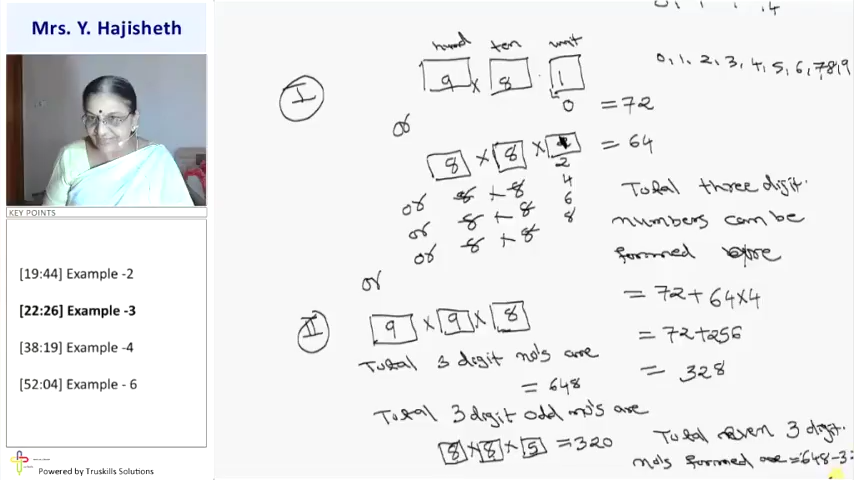 Mrs. Y. Hajisheth
KEY POINTS
[19:44] Example -2
[22:26] Example -3
[38:19] Example -4
[52:04] Example - 6
Powered by Truskills Solutions
hund ten unit
0, 1, 2, 3, 4, 5, 6, 7, 8, 9
I
9 × 8 · 1
0 = 72
or
8 × 8 × = 64
2
or 8 × 8 4
or 8 × 8 6
or 8 × 8 8
Total three digit.
numbers can be
formed are
= 72 + 64×4
= 72+256
= 328
or
II
9 × 9 × 8
Total 3 digit no's are
= 648
Total 3 digit odd no's are
8 × 8 × 5 = 320
Total even 3 digit.
no's formed are = 648-3